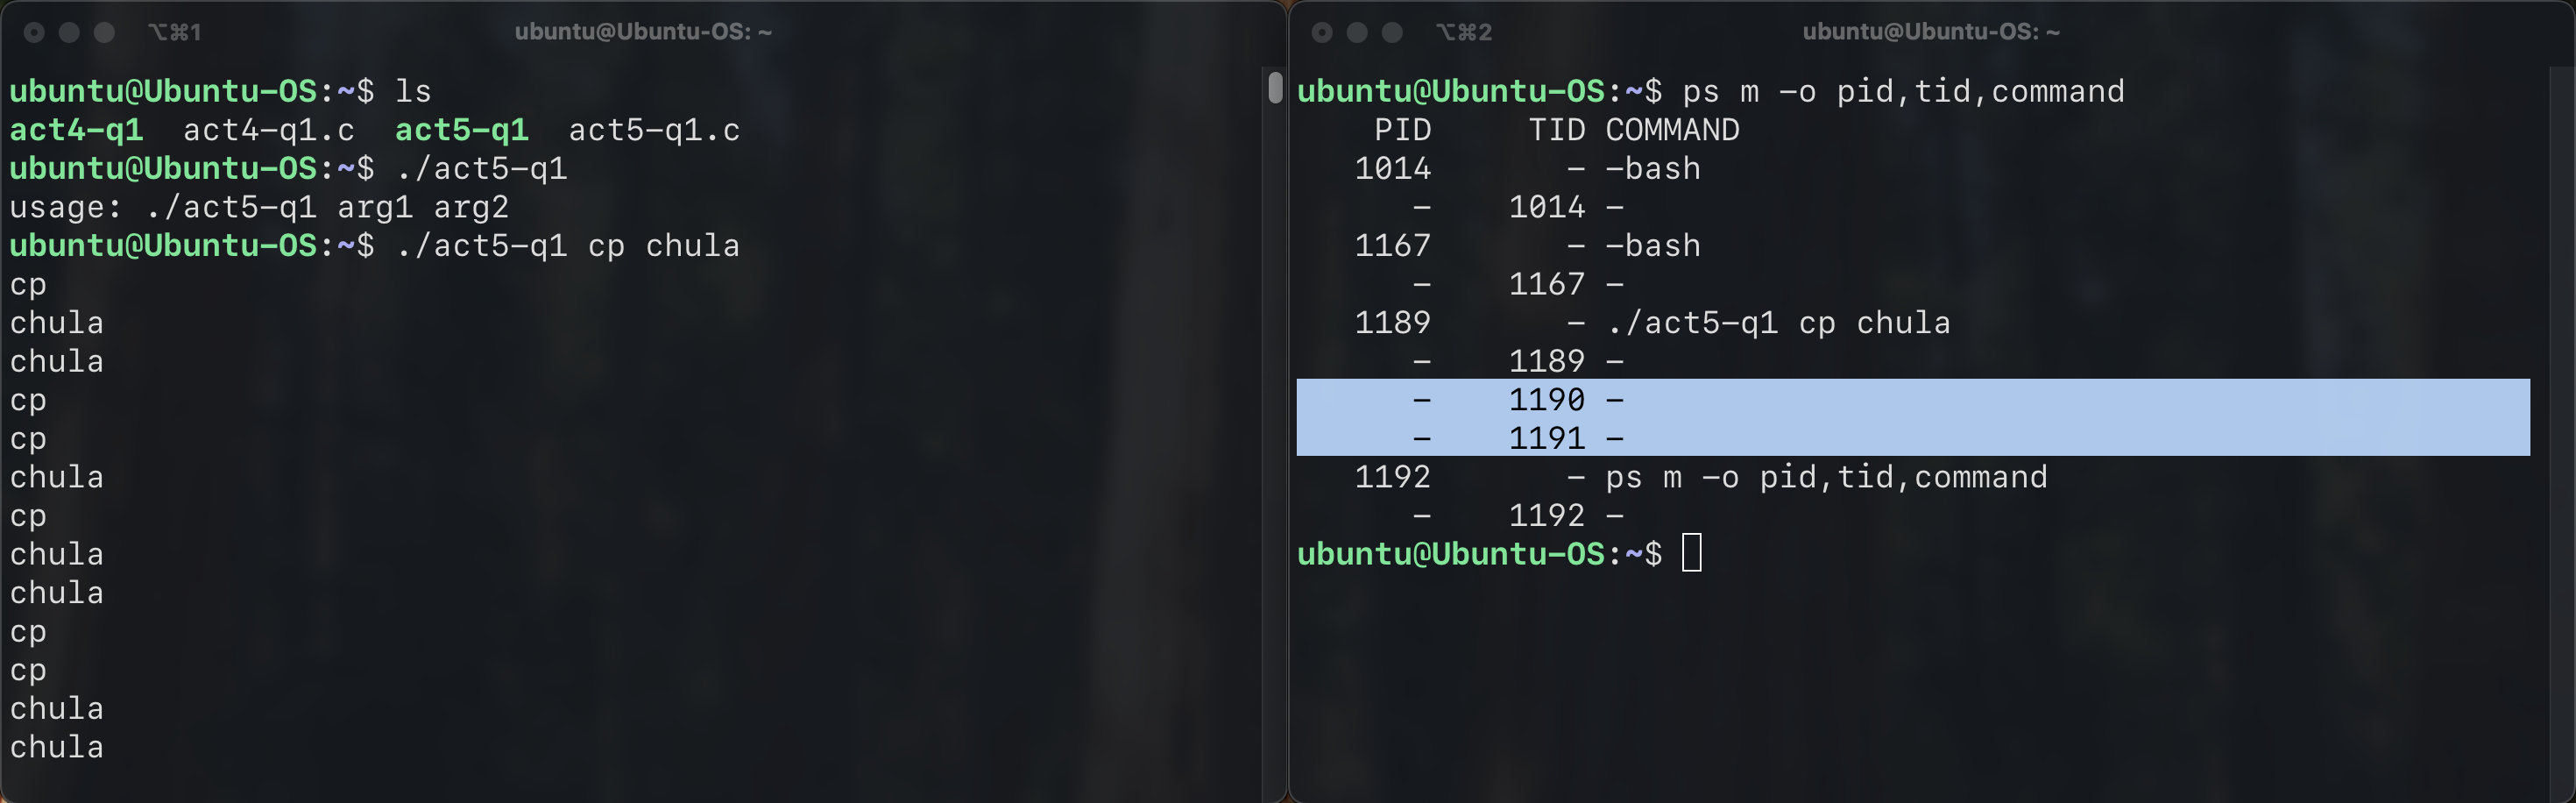 ⌥⌘1 ubuntu@Ubuntu-OS: ~
ubuntu@Ubuntu-OS:~$ ls
act4-q1 act4-q1.c act5-q1 act5-q1.c
ubuntu@Ubuntu-OS:~$ ./act5-q1
usage: ./act5-q1 arg1 arg2
ubuntu@Ubuntu-OS:~$ ./act5-q1 cp chula
cp
chula
chula
cp
cp
chula
cp
chula
chula
cp
cp
chula
chula
⌥⌘2 ubuntu@Ubuntu-OS: ~
ubuntu@Ubuntu-OS:~$ ps m -o pid,tid,command
PID TID COMMAND
1014 - -bash
- 1014 -
1167 - -bash
- 1167 -
1189 - ./act5-q1 cp chula
- 1189 -
- 1190 -
- 1191 -
1192 - ps m -o pid,tid,command
- 1192 -
ubuntu@Ubuntu-OS:~$